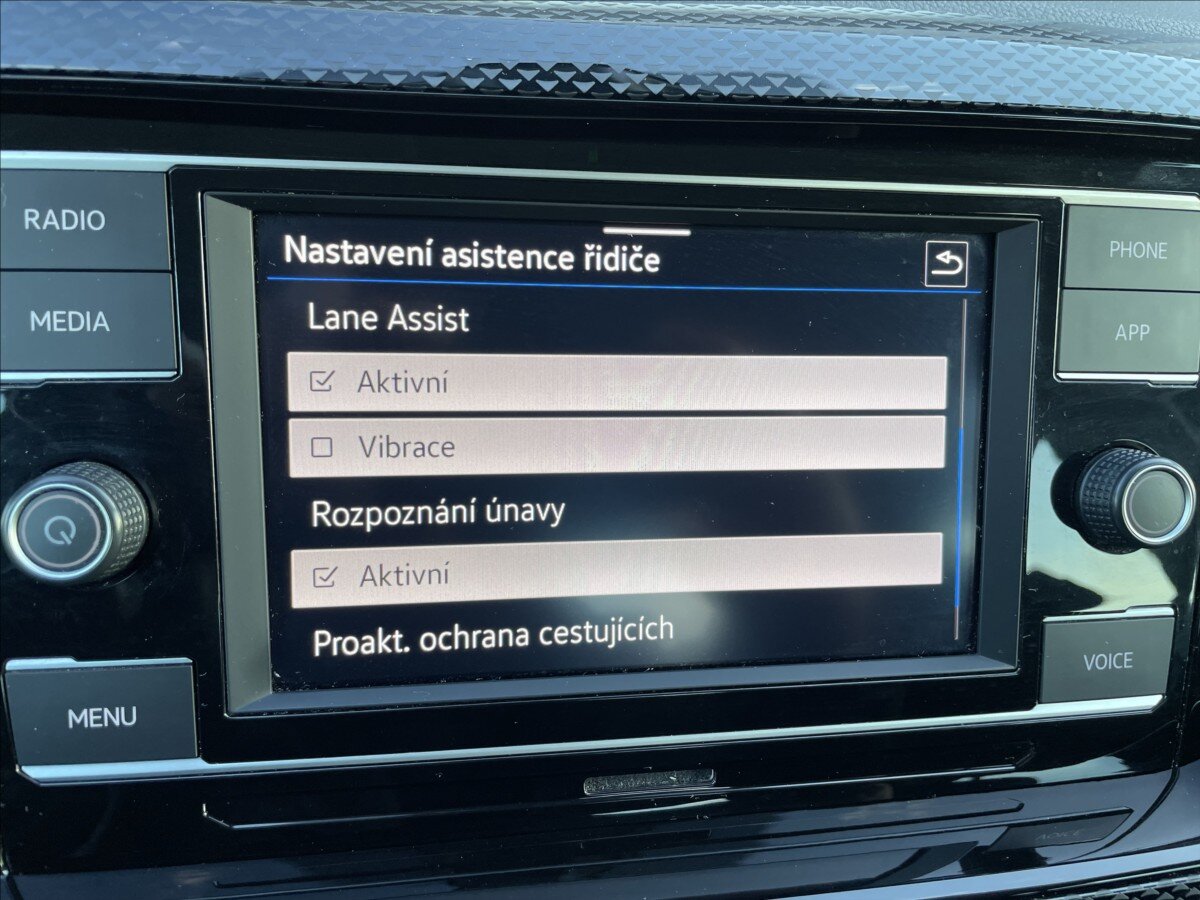 RADIO
MEDIA
MENU
Nastavení asistence řidiče
Lane Assist
Aktivní
Vibrace
Rozpoznání únavy
Aktivní
Proakt. ochrana cestujících
PHONE
APP
VOICE